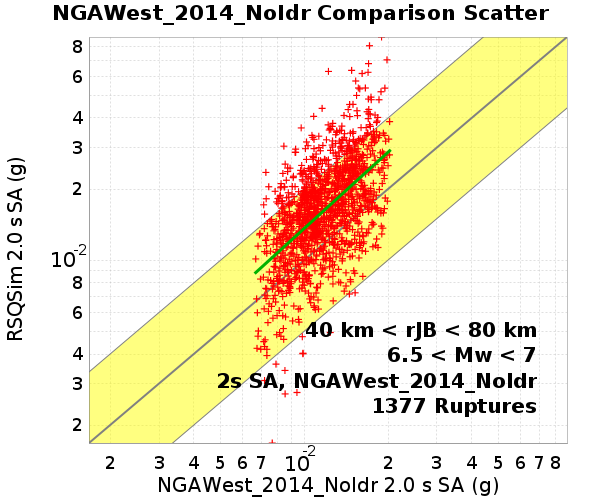 NGAWest_2014_NoIdr Comparison Scatter
8
6
4
3
2
10-2
8
6
4
3
2
RSQSim 2.0 s SA (g)
40 km < rJB < 80 km
6.5 < Mw < 7
2s SA, NGAWest_2014_NoIdr
1377 Ruptures
2 3 4 5 6 7 10-2 2 3 4 5 6 7 8
NGAWest_2014_NoIdr 2.0 s SA (g)